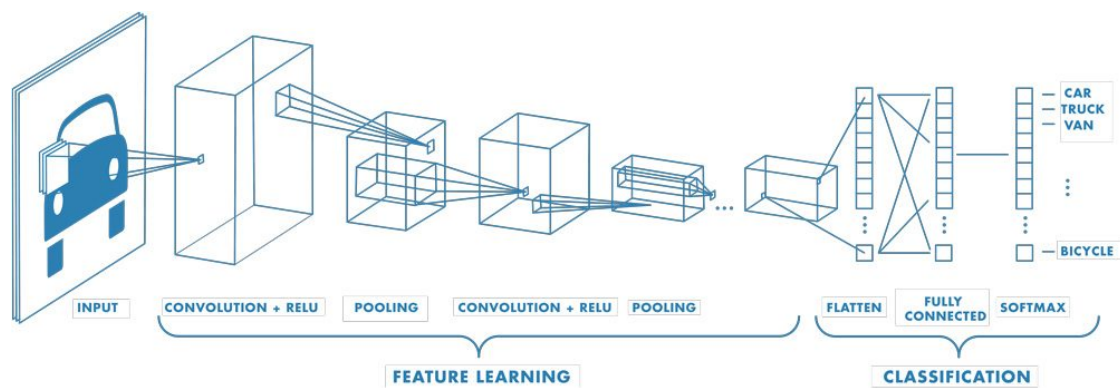 CAR
TRUCK
VAN
BICYCLE
INPUT
CONVOLUTION + RELU
POOLING
CONVOLUTION + RELU
POOLING
FLATTEN
FULLY
CONNECTED
SOFTMAX
FEATURE LEARNING
CLASSIFICATION